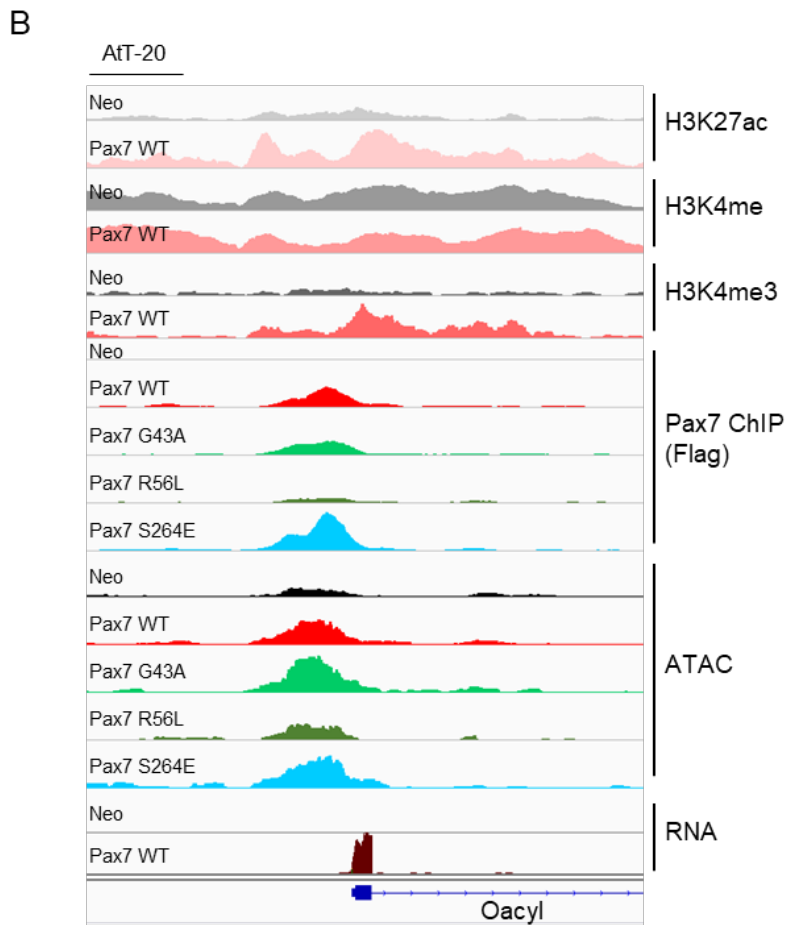 B
AtT-20
Neo
H3K27ac
Pax7 WT
Neo
H3K4me
Pax7 WT
Neo
H3K4me3
Pax7 WT
Neo
Pax7 WT
Pax7 G43A
Pax7 ChIP
(Flag)
Pax7 R56L
Pax7 S264E
Neo
Pax7 WT
ATAC
Pax7 G43A
Pax7 R56L
Pax7 S264E
Neo
RNA
Pax7 WT
Oacyl